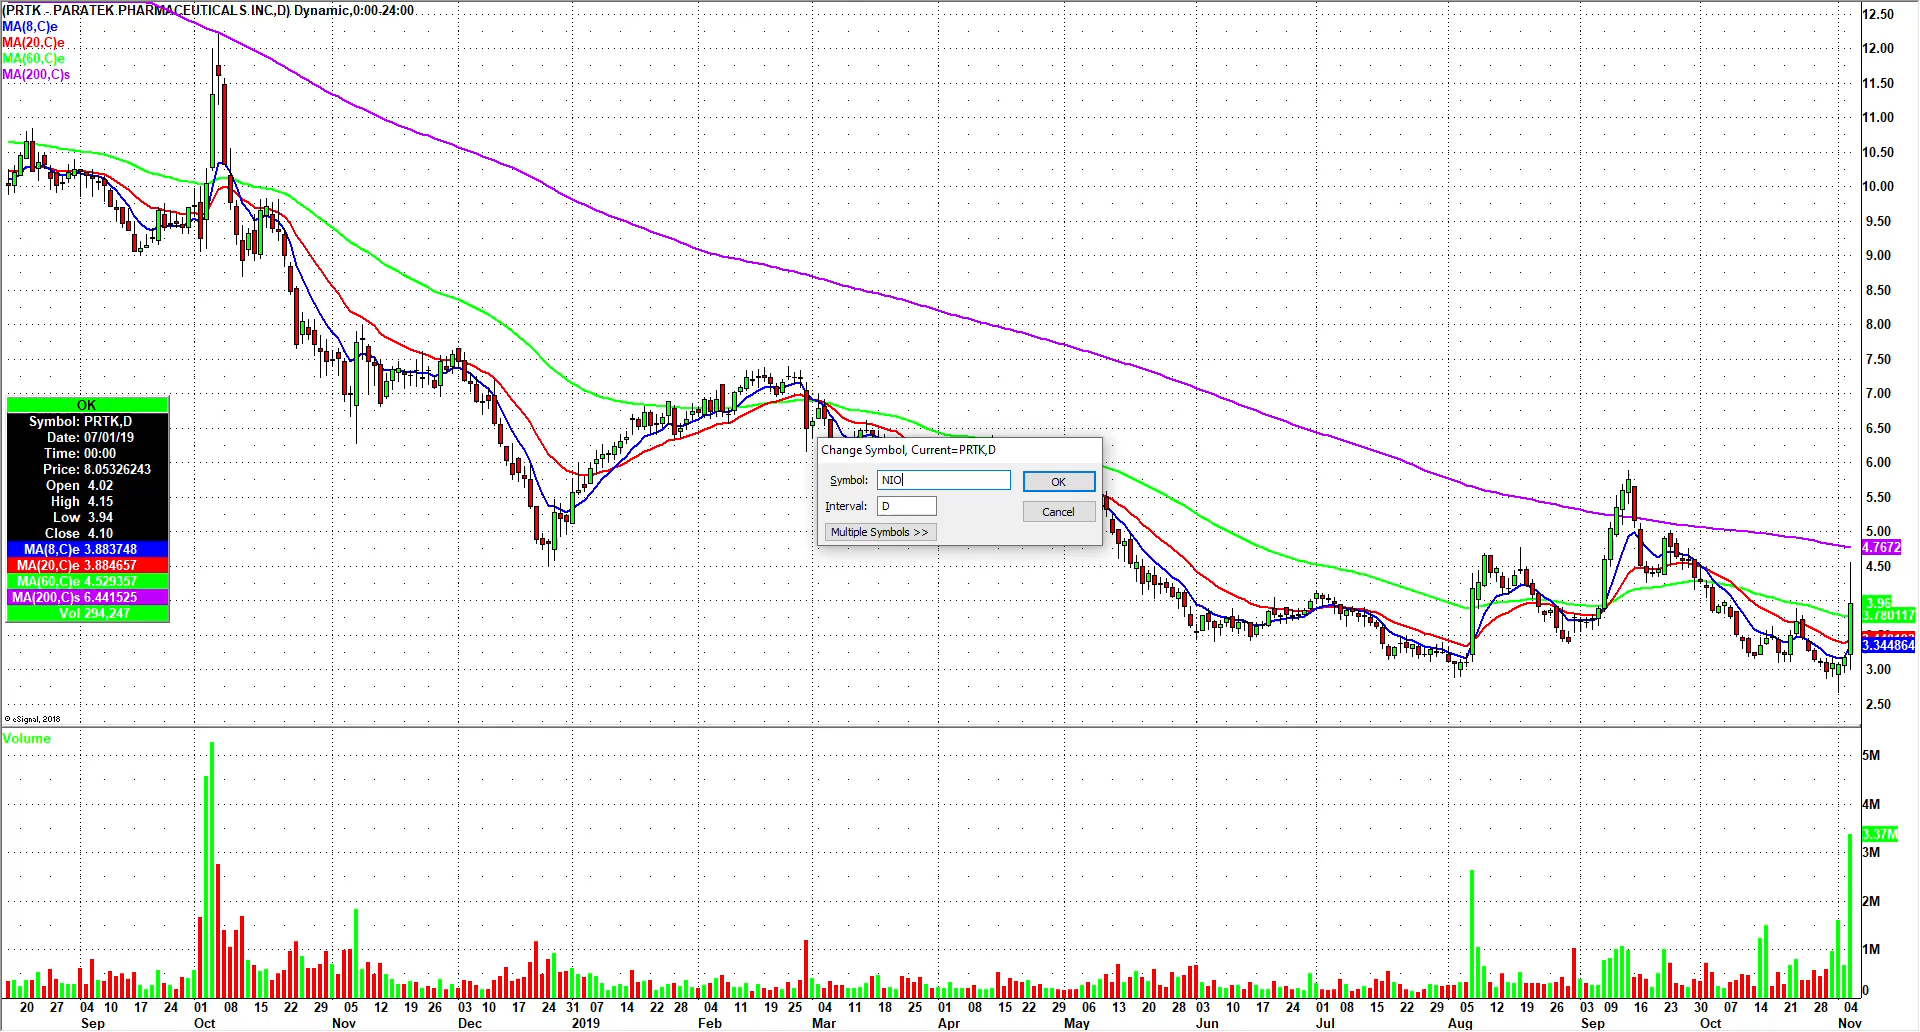 (PRTK - PARATEK PHARMACEUTICALS INC,D) Dynamic,0:00-24:00
MA(8,C)e
MA(20,C)e
MA(60,C)e
MA(200,C)s
12.50
12.00
11.50
11.00
10.50
10.00
9.50
9.00
8.50
8.00
7.50
7.00
6.50
6.00
5.50
5.00
4.7672
4.50
3.96
3.780117
3.344864
3.00
2.50
OK
Symbol: PRTK,D
Date: 07/01/19
Time: 00:00
Price: 8.05326243
Open 4.02
High 4.15
Low 3.94
Close 4.10
MA(8,C)e 3.883748
MA(20,C)e 3.884657
MA(60,C)e 4.529357
MA(200,C)s 6.441525
Vol 294,247
Change Symbol, Current=PRTK,D
Symbol: NIO
OK
Interval: D
Cancel
Multiple Symbols >>
© eSignal, 2018
Volume
5M
4M
3.37M
3M
2M
1M
0
20 27 04 10 17 24 01 08 15 22 29 05 12 19 26 03 10 17 24 31 07 14 22 28 04 11 19 25 04 11 18 25 01 08 15 22 29 06 13 20 28 03 10 17 24 01 08 15 22 29 05 12 19 26 03 09 16 23 30 07 14 21 28 04
Sep Oct Nov Dec 2019 Feb Mar Apr May Jun Jul Aug Sep Oct Nov